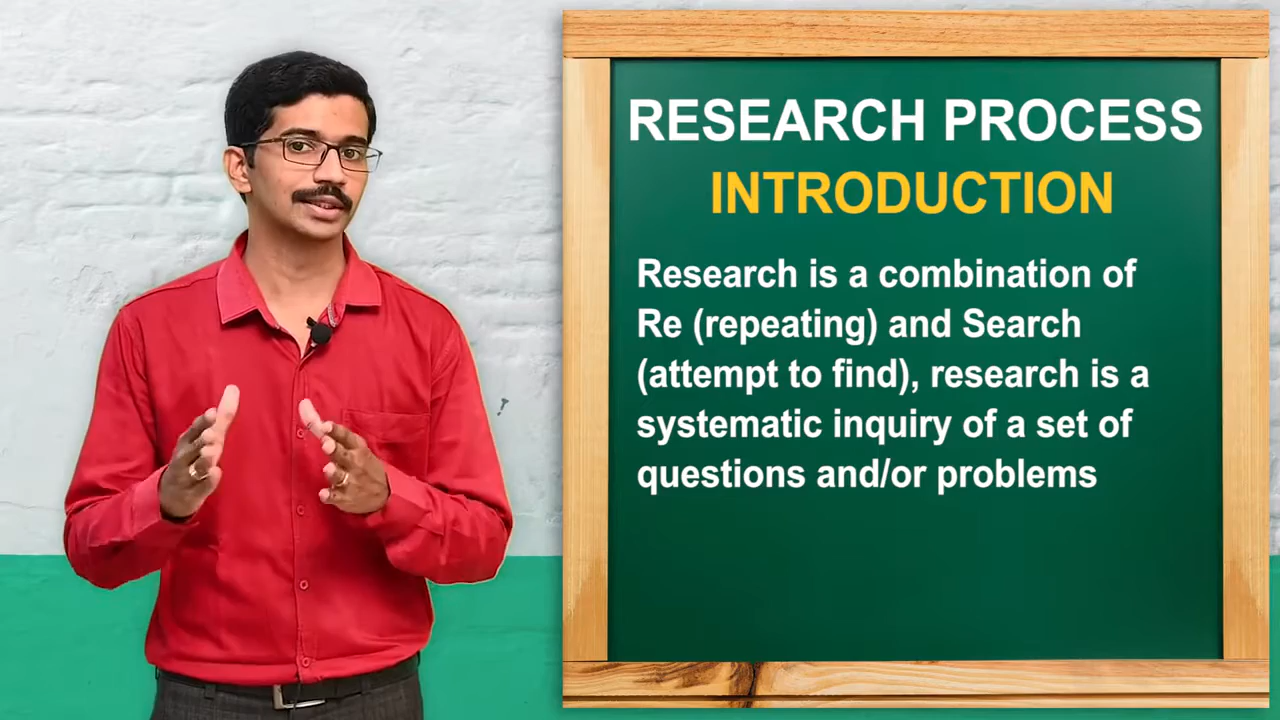 RESEARCH PROCESS
INTRODUCTION
Research is a combination of
Re (repeating) and Search
(attempt to find), research is a
systematic inquiry of a set of
questions and/or problems